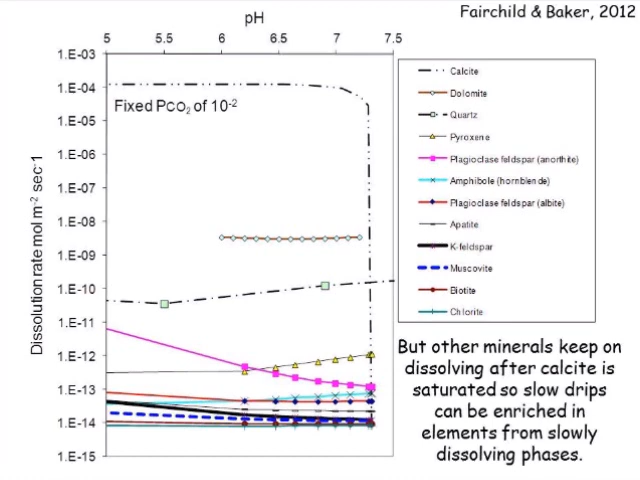 Fairchild & Baker, 2012
pH
5 5.5 6 6.5 7 7.5
Dissolution rate mol m-2 sec-1
1.E-03
1.E-04
1.E-05
1.E-06
1.E-07
1.E-08
1.E-09
1.E-10
1.E-11
1.E-12
1.E-13
1.E-14
1.E-15
Fixed PCO2 of 10-2
Calcite
Dolomite
Quartz
Pyroxene
Plagioclase feldspar (anorthite)
Amphibole (hornblende)
Plagioclase feldspar (albite)
Apatite
K-feldspar
Muscovite
Biotite
Chlorite
But other minerals keep on
dissolving after calcite is
saturated so slow drips
can be enriched in
elements from slowly
dissolving phases.